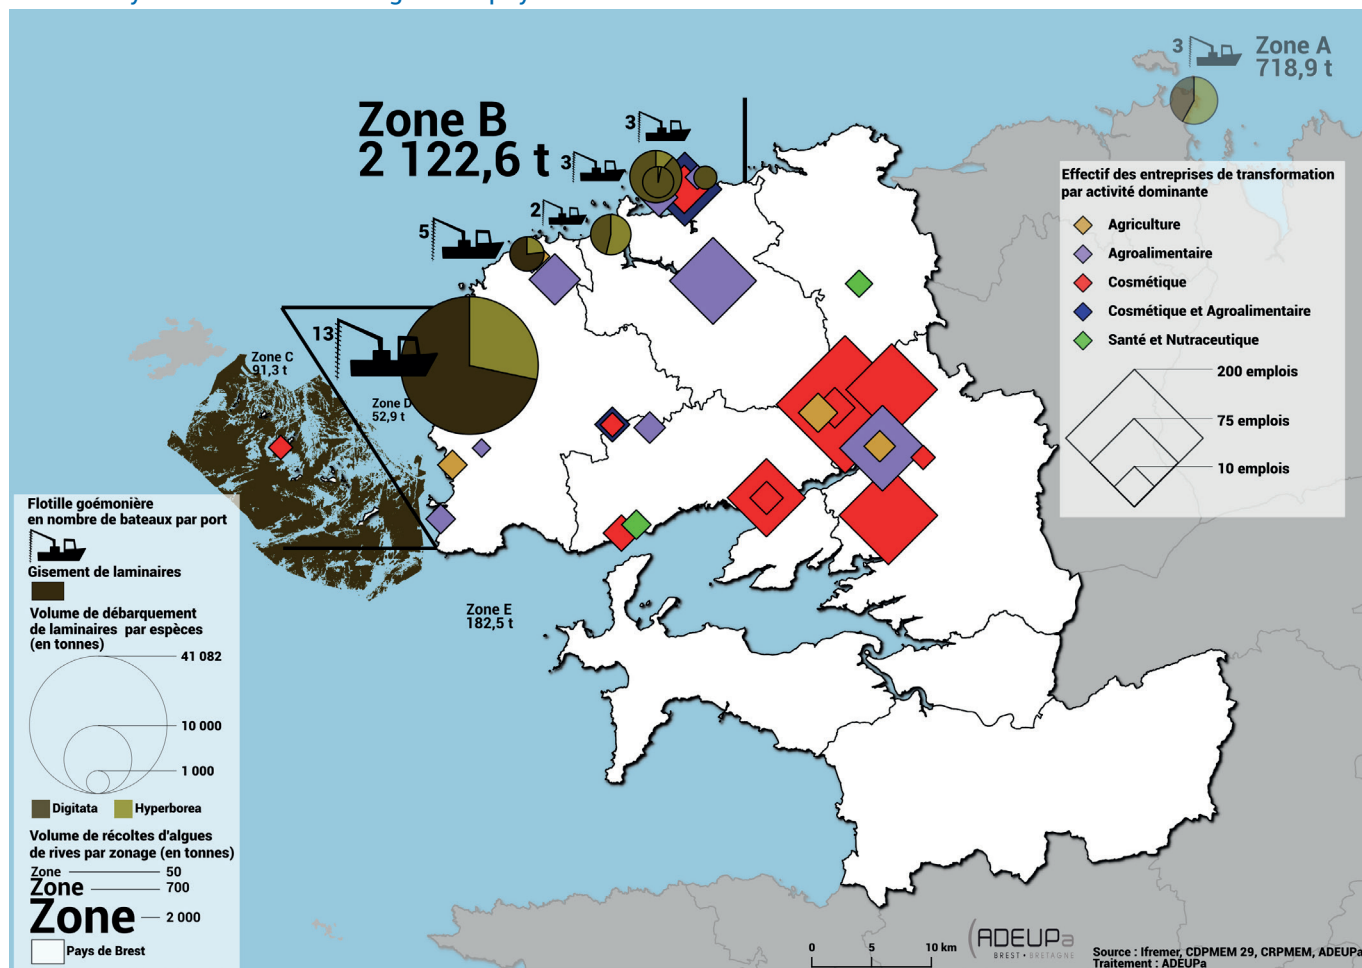 3
Zone A
718,9 t
Zone B
2 122,6 t
3
3
2
5
13
Zone C
91,3 t
Zone D
52,9 t
Zone E
182,5 t
Effectif des entreprises de transformation
par activité dominante
Agriculture
Agroalimentaire
Cosmétique
Cosmétique et Agroalimentaire
Santé et Nutraceutique
200 emplois
75 emplois
10 emplois
Flotille goémonière
en nombre de bateaux par port
Gisement de laminaires
Volume de débarquement
de laminaires par espèces
(en tonnes)
41 082
10 000
1 000
Digitata
Hyperborea
Volume de récoltes d'algues
de rives par zonage (en tonnes)
Zone 50
Zone 700
Zone 2 000
Pays de Brest
0 5 10 km
ADEUPa
BREST • BRETAGNE
Source : Ifremer, CDPMEM 29, CRPMEM, ADEUPa
Traitement : ADEUPa